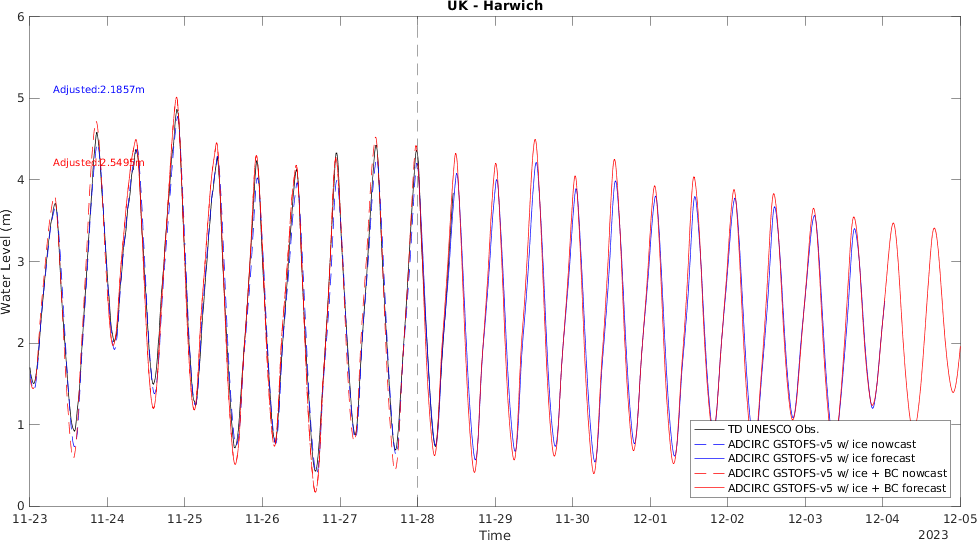 UK - Harwich
6
5
4
3
2
1
0
Water Level (m)
Adjusted:2.1857m
Adjusted:2.5495m
TD UNESCO Obs.
ADCIRC GSTOFS-v5 w/ ice nowcast
ADCIRC GSTOFS-v5 w/ ice forecast
ADCIRC GSTOFS-v5 w/ ice + BC nowcast
ADCIRC GSTOFS-v5 w/ ice + BC forecast
11-23 11-24 11-25 11-26 11-27 11-28 11-29 11-30 12-01 12-02 12-03 12-04 12-05
Time
2023